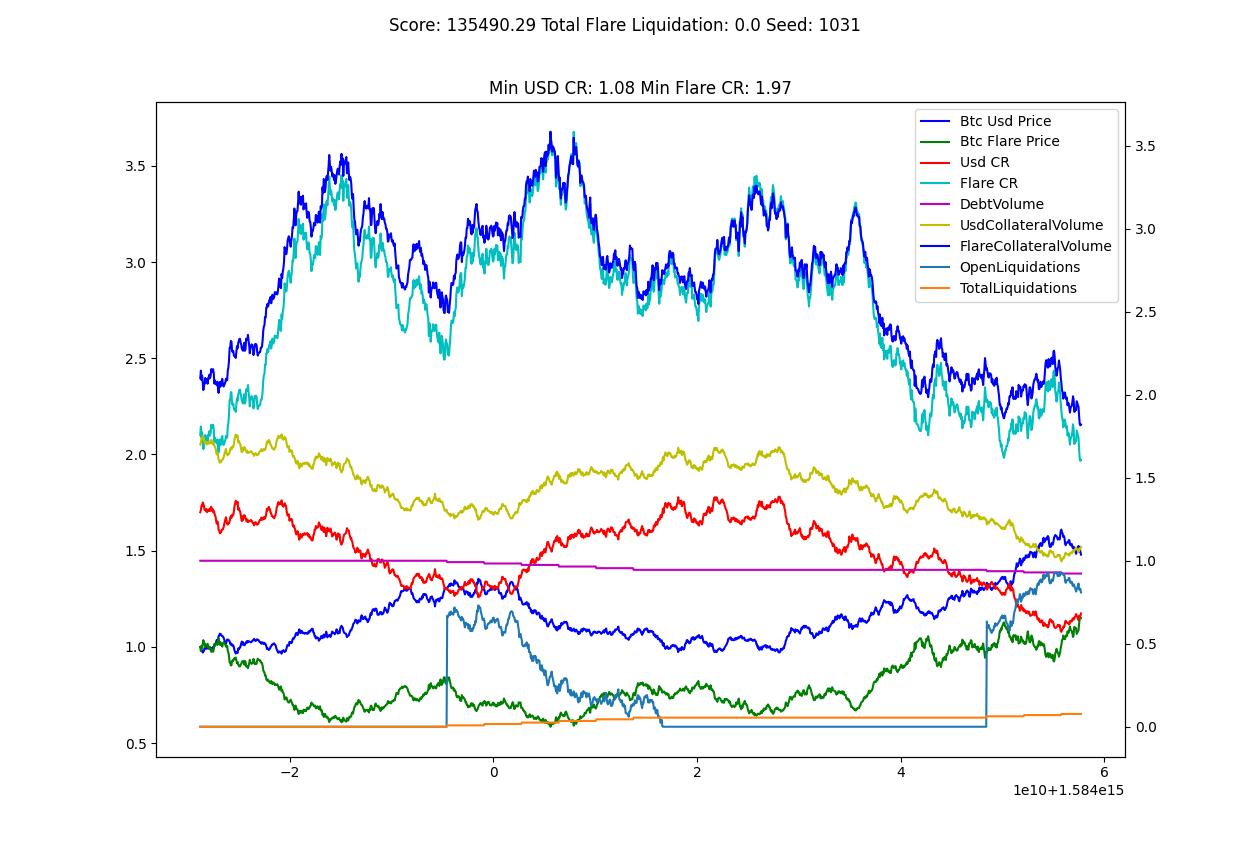 Score: 135490.29 Total Flare Liquidation: 0.0 Seed: 1031
Min USD CR: 1.08 Min Flare CR: 1.97
Btc Usd Price
Btc Flare Price
Usd CR
Flare CR
DebtVolume
UsdCollateralVolume
FlareCollateralVolume
OpenLiquidations
TotalLiquidations
3.5
3.0
2.5
2.0
1.5
1.0
0.5
3.5
3.0
2.5
2.0
1.5
1.0
0.5
0.0
−2
0
2
4
6
1e10+1.584e15